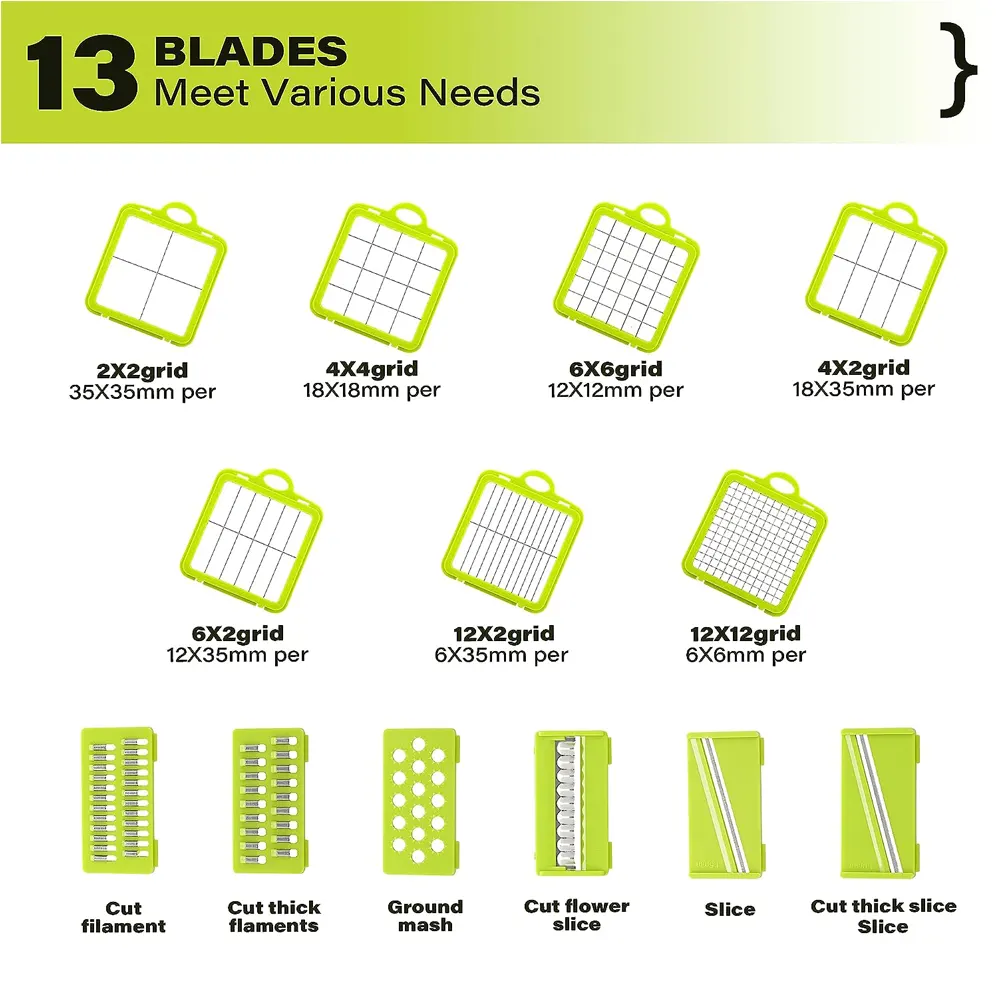 13 BLADES
Meet Various Needs
}
2X2grid
35X35mm per
4X4grid
18X18mm per
6X6grid
12X12mm per
4X2grid
18X35mm per
6X2grid
12X35mm per
12X2grid
6X35mm per
12X12grid
6X6mm per
Cut
filament
Cut thick
flaments
Ground
mash
Cut flower
slice
Slice
Cut thick slice
Slice